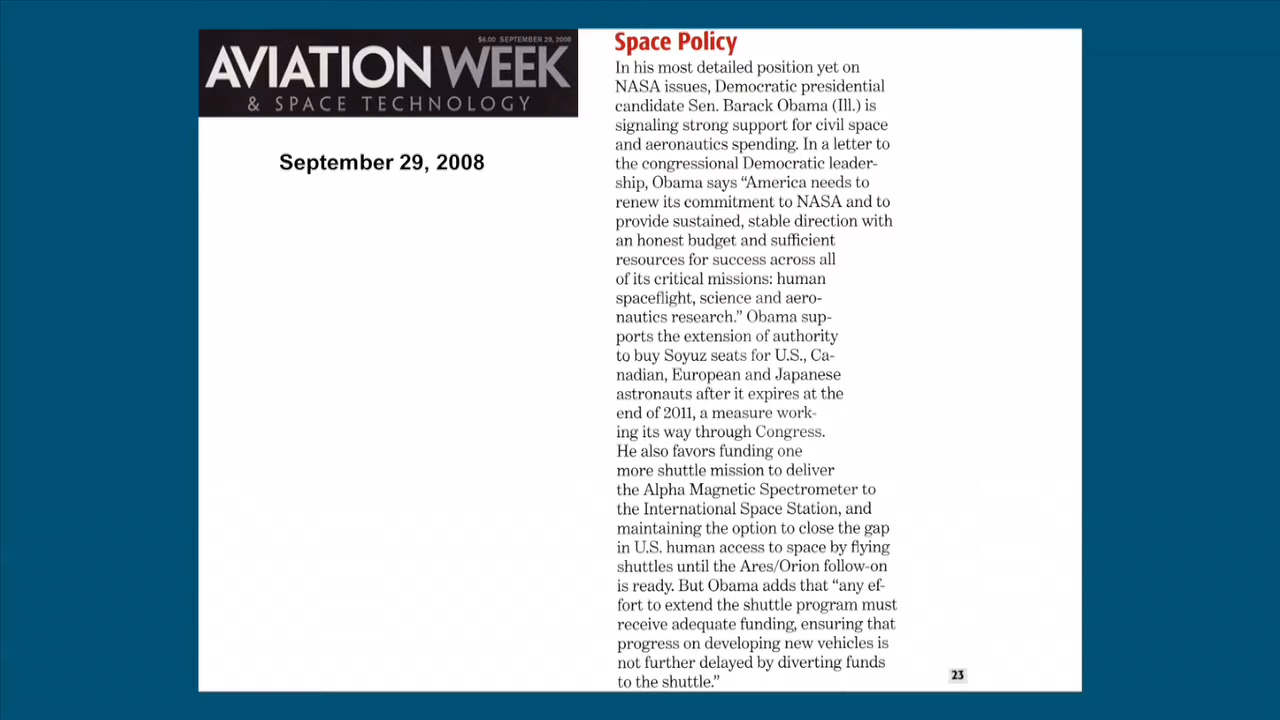 $6.00 SEPTEMBER 29, 2008
AVIATION WEEK
& SPACE TECHNOLOGY
September 29, 2008
Space Policy
In his most detailed position yet on
NASA issues, Democratic presidential
candidate Sen. Barack Obama (Ill.) is
signaling strong support for civil space
and aeronautics spending. In a letter to
the congressional Democratic leader-
ship, Obama says “America needs to
renew its commitment to NASA and to
provide sustained, stable direction with
an honest budget and sufficient
resources for success across all
of its critical missions: human
spaceflight, science and aero-
nautics research.” Obama sup-
ports the extension of authority
to buy Soyuz seats for U.S., Ca-
nadian, European and Japanese
astronauts after it expires at the
end of 2011, a measure work-
ing its way through Congress.
He also favors funding one
more shuttle mission to deliver
the Alpha Magnetic Spectrometer to
the International Space Station, and
maintaining the option to close the gap
in U.S. human access to space by flying
shuttles until the Ares/Orion follow-on
is ready. But Obama adds that “any ef-
fort to extend the shuttle program must
receive adequate funding, ensuring that
progress on developing new vehicles is
not further delayed by diverting funds
to the shuttle.”
23